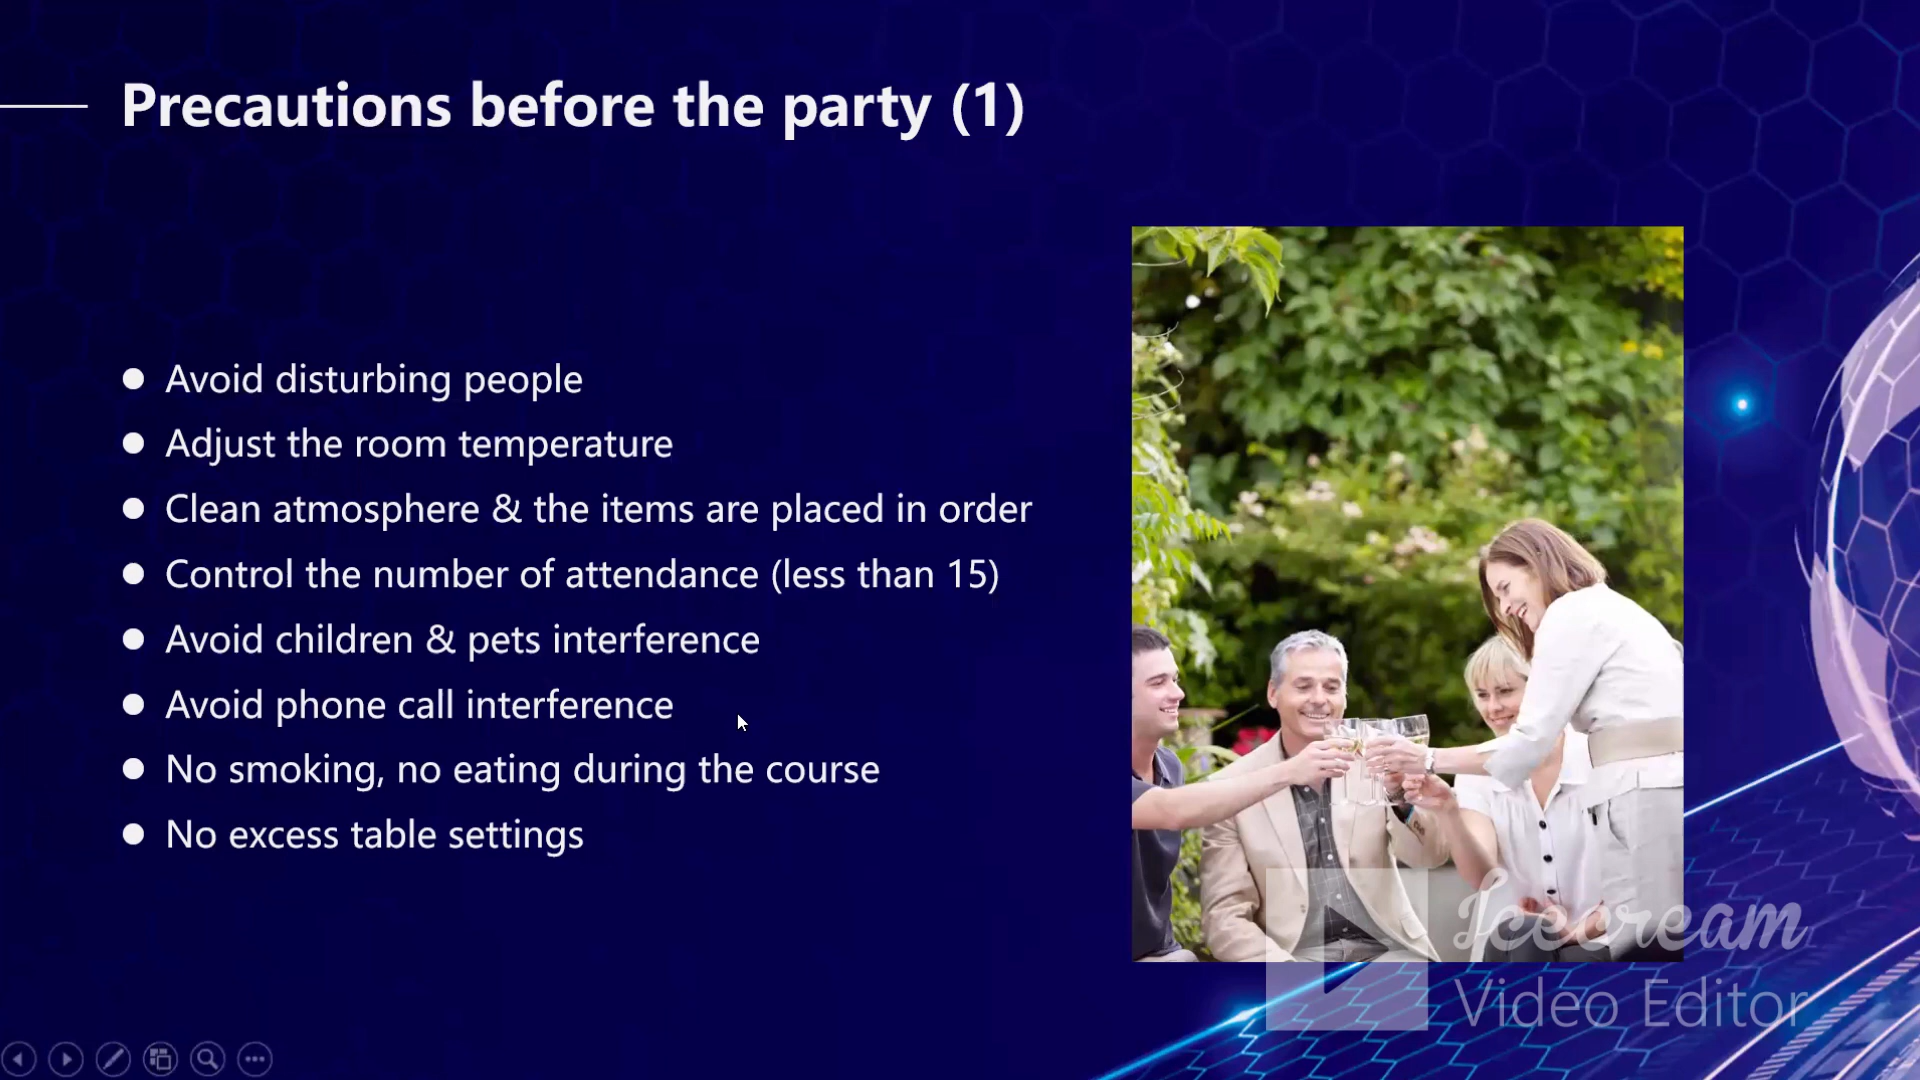 Precautions before the party (1)
● Avoid disturbing people
● Adjust the room temperature
● Clean atmosphere & the items are placed in order
● Control the number of attendance (less than 15)
● Avoid children & pets interference
● Avoid phone call interference
● No smoking, no eating during the course
● No excess table settings
Icecream
Video Editor